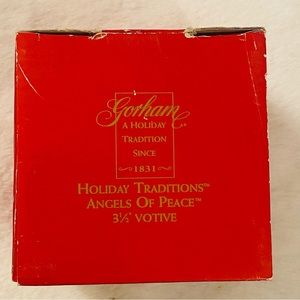 Gorham
A HOLIDAY
TRADITION
SINCE
1831
HOLIDAY TRADITIONS™
ANGELS OF PEACE™
3½" VOTIVE